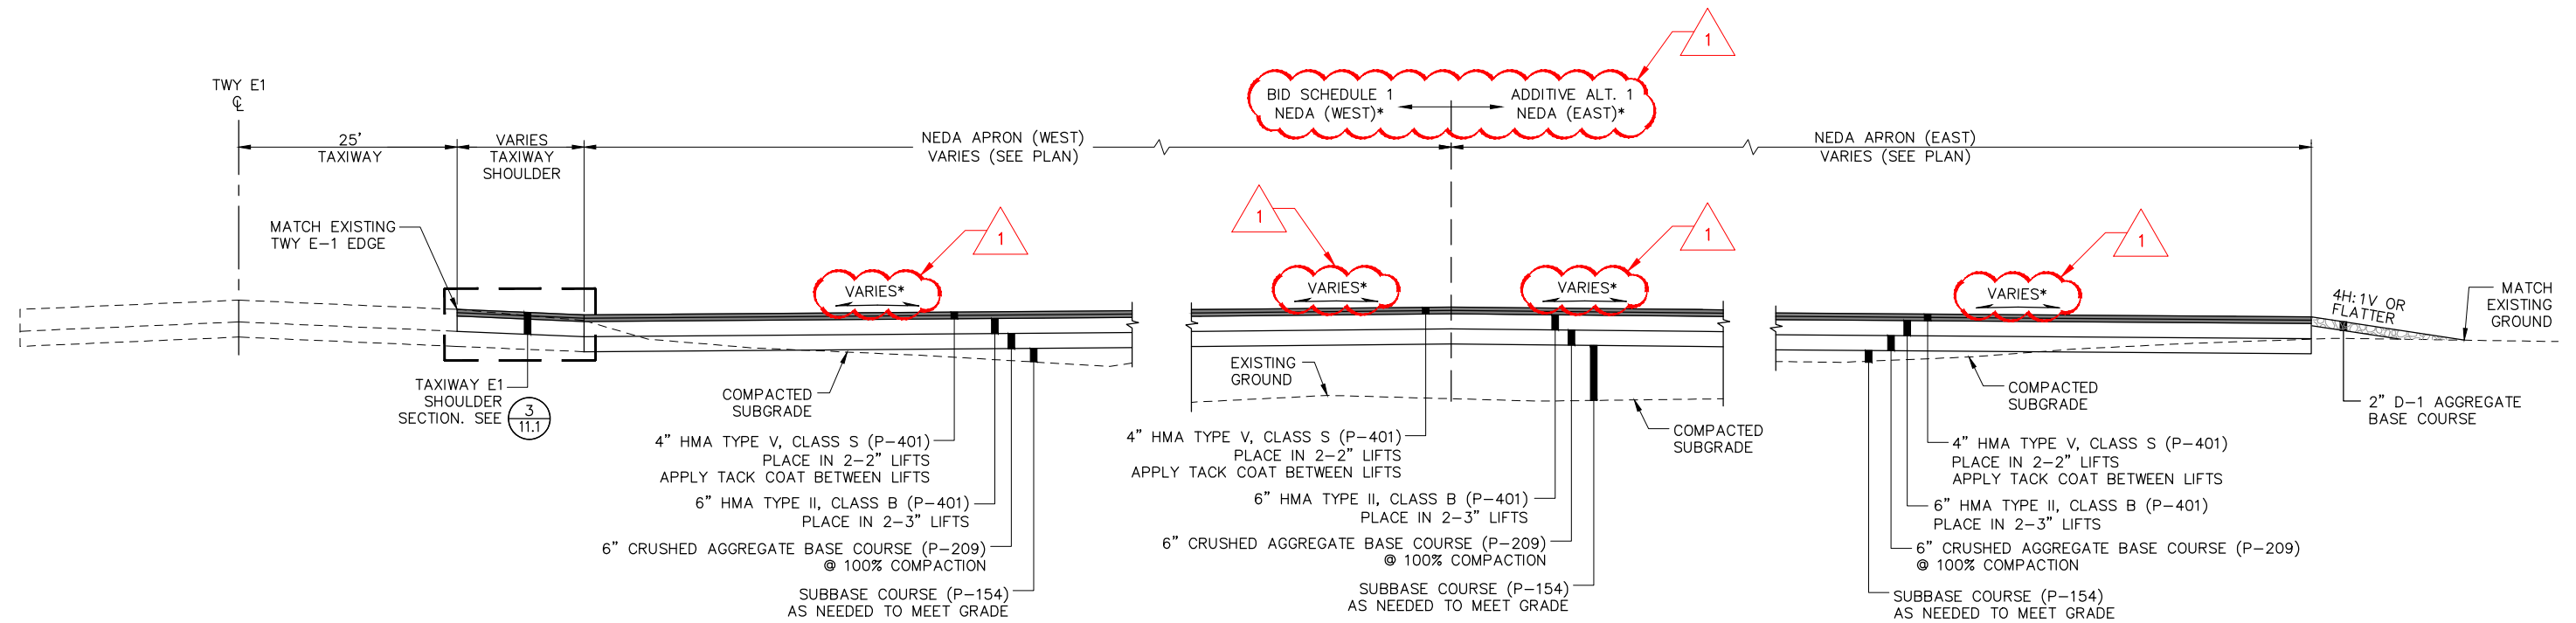 1
BID SCHEDULE 1
NEDA (WEST)*
ADDITIVE ALT. 1
NEDA (EAST)*
TWY E1
℄
25'
TAXIWAY
VARIES
TAXIWAY
SHOULDER
NEDA APRON (WEST)
VARIES (SEE PLAN)
NEDA APRON (EAST)
VARIES (SEE PLAN)
MATCH EXISTING
TWY E-1 EDGE
1
1
1
1
VARIES*
VARIES*
VARIES*
VARIES*
4H:1V OR
FLATTER
MATCH
EXISTING
GROUND
TAXIWAY E1
SHOULDER
SECTION. SEE
3
11.1
COMPACTED
SUBGRADE
4" HMA TYPE V, CLASS S (P-401)
PLACE IN 2-2" LIFTS
APPLY TACK COAT BETWEEN LIFTS
6" HMA TYPE II, CLASS B (P-401)
PLACE IN 2-3" LIFTS
6" CRUSHED AGGREGATE BASE COURSE (P-209)
@ 100% COMPACTION
SUBBASE COURSE (P-154)
AS NEEDED TO MEET GRADE
EXISTING
GROUND
COMPACTED
SUBGRADE
4" HMA TYPE V, CLASS S (P-401)
PLACE IN 2-2" LIFTS
APPLY TACK COAT BETWEEN LIFTS
6" HMA TYPE II, CLASS B (P-401)
PLACE IN 2-3" LIFTS
6" CRUSHED AGGREGATE BASE COURSE (P-209)
@ 100% COMPACTION
SUBBASE COURSE (P-154)
AS NEEDED TO MEET GRADE
COMPACTED
SUBGRADE
2" D-1 AGGREGATE
BASE COURSE
4" HMA TYPE V, CLASS S (P-401)
PLACE IN 2-2" LIFTS
APPLY TACK COAT BETWEEN LIFTS
6" HMA TYPE II, CLASS B (P-401)
PLACE IN 2-3" LIFTS
6" CRUSHED AGGREGATE BASE COURSE (P-209)
@ 100% COMPACTION
SUBBASE COURSE (P-154)
AS NEEDED TO MEET GRADE